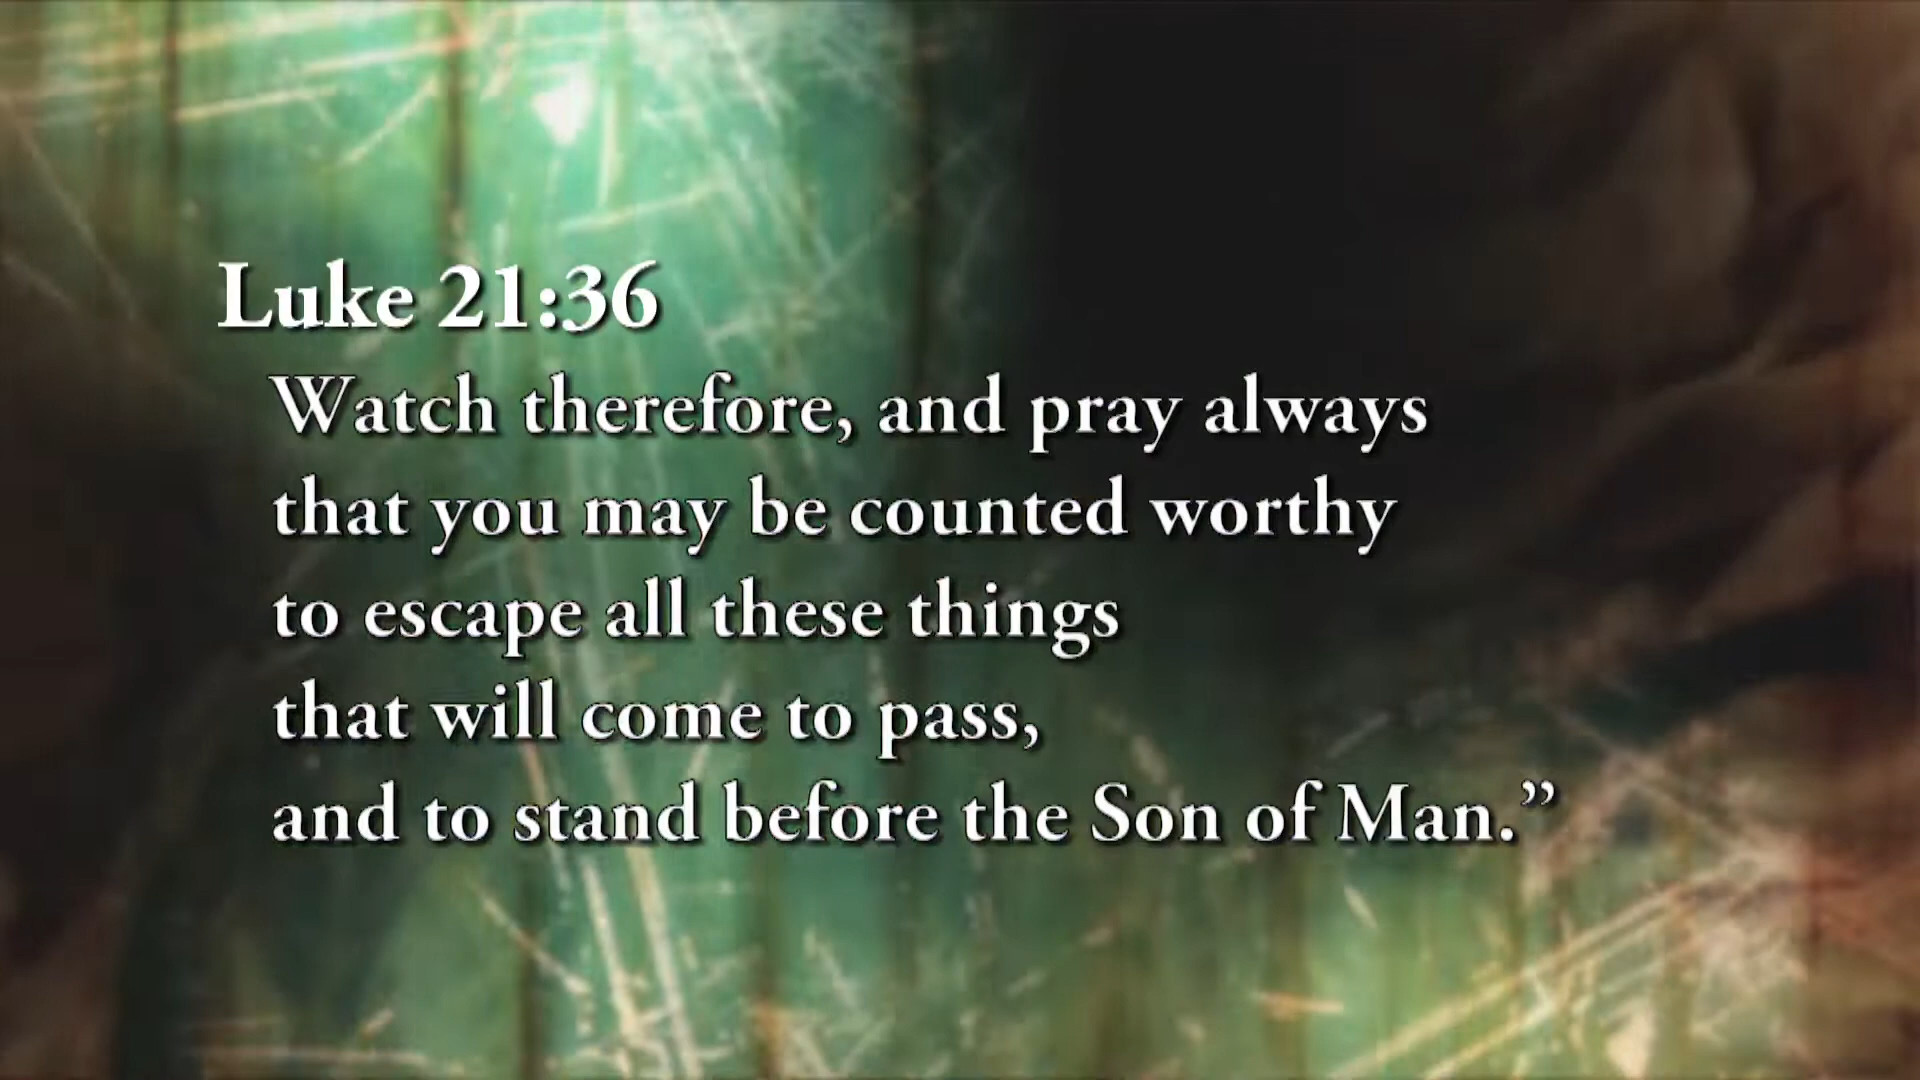 Luke 21:36
Watch therefore, and pray always
that you may be counted worthy
to escape all these things
that will come to pass,
and to stand before the Son of Man.”